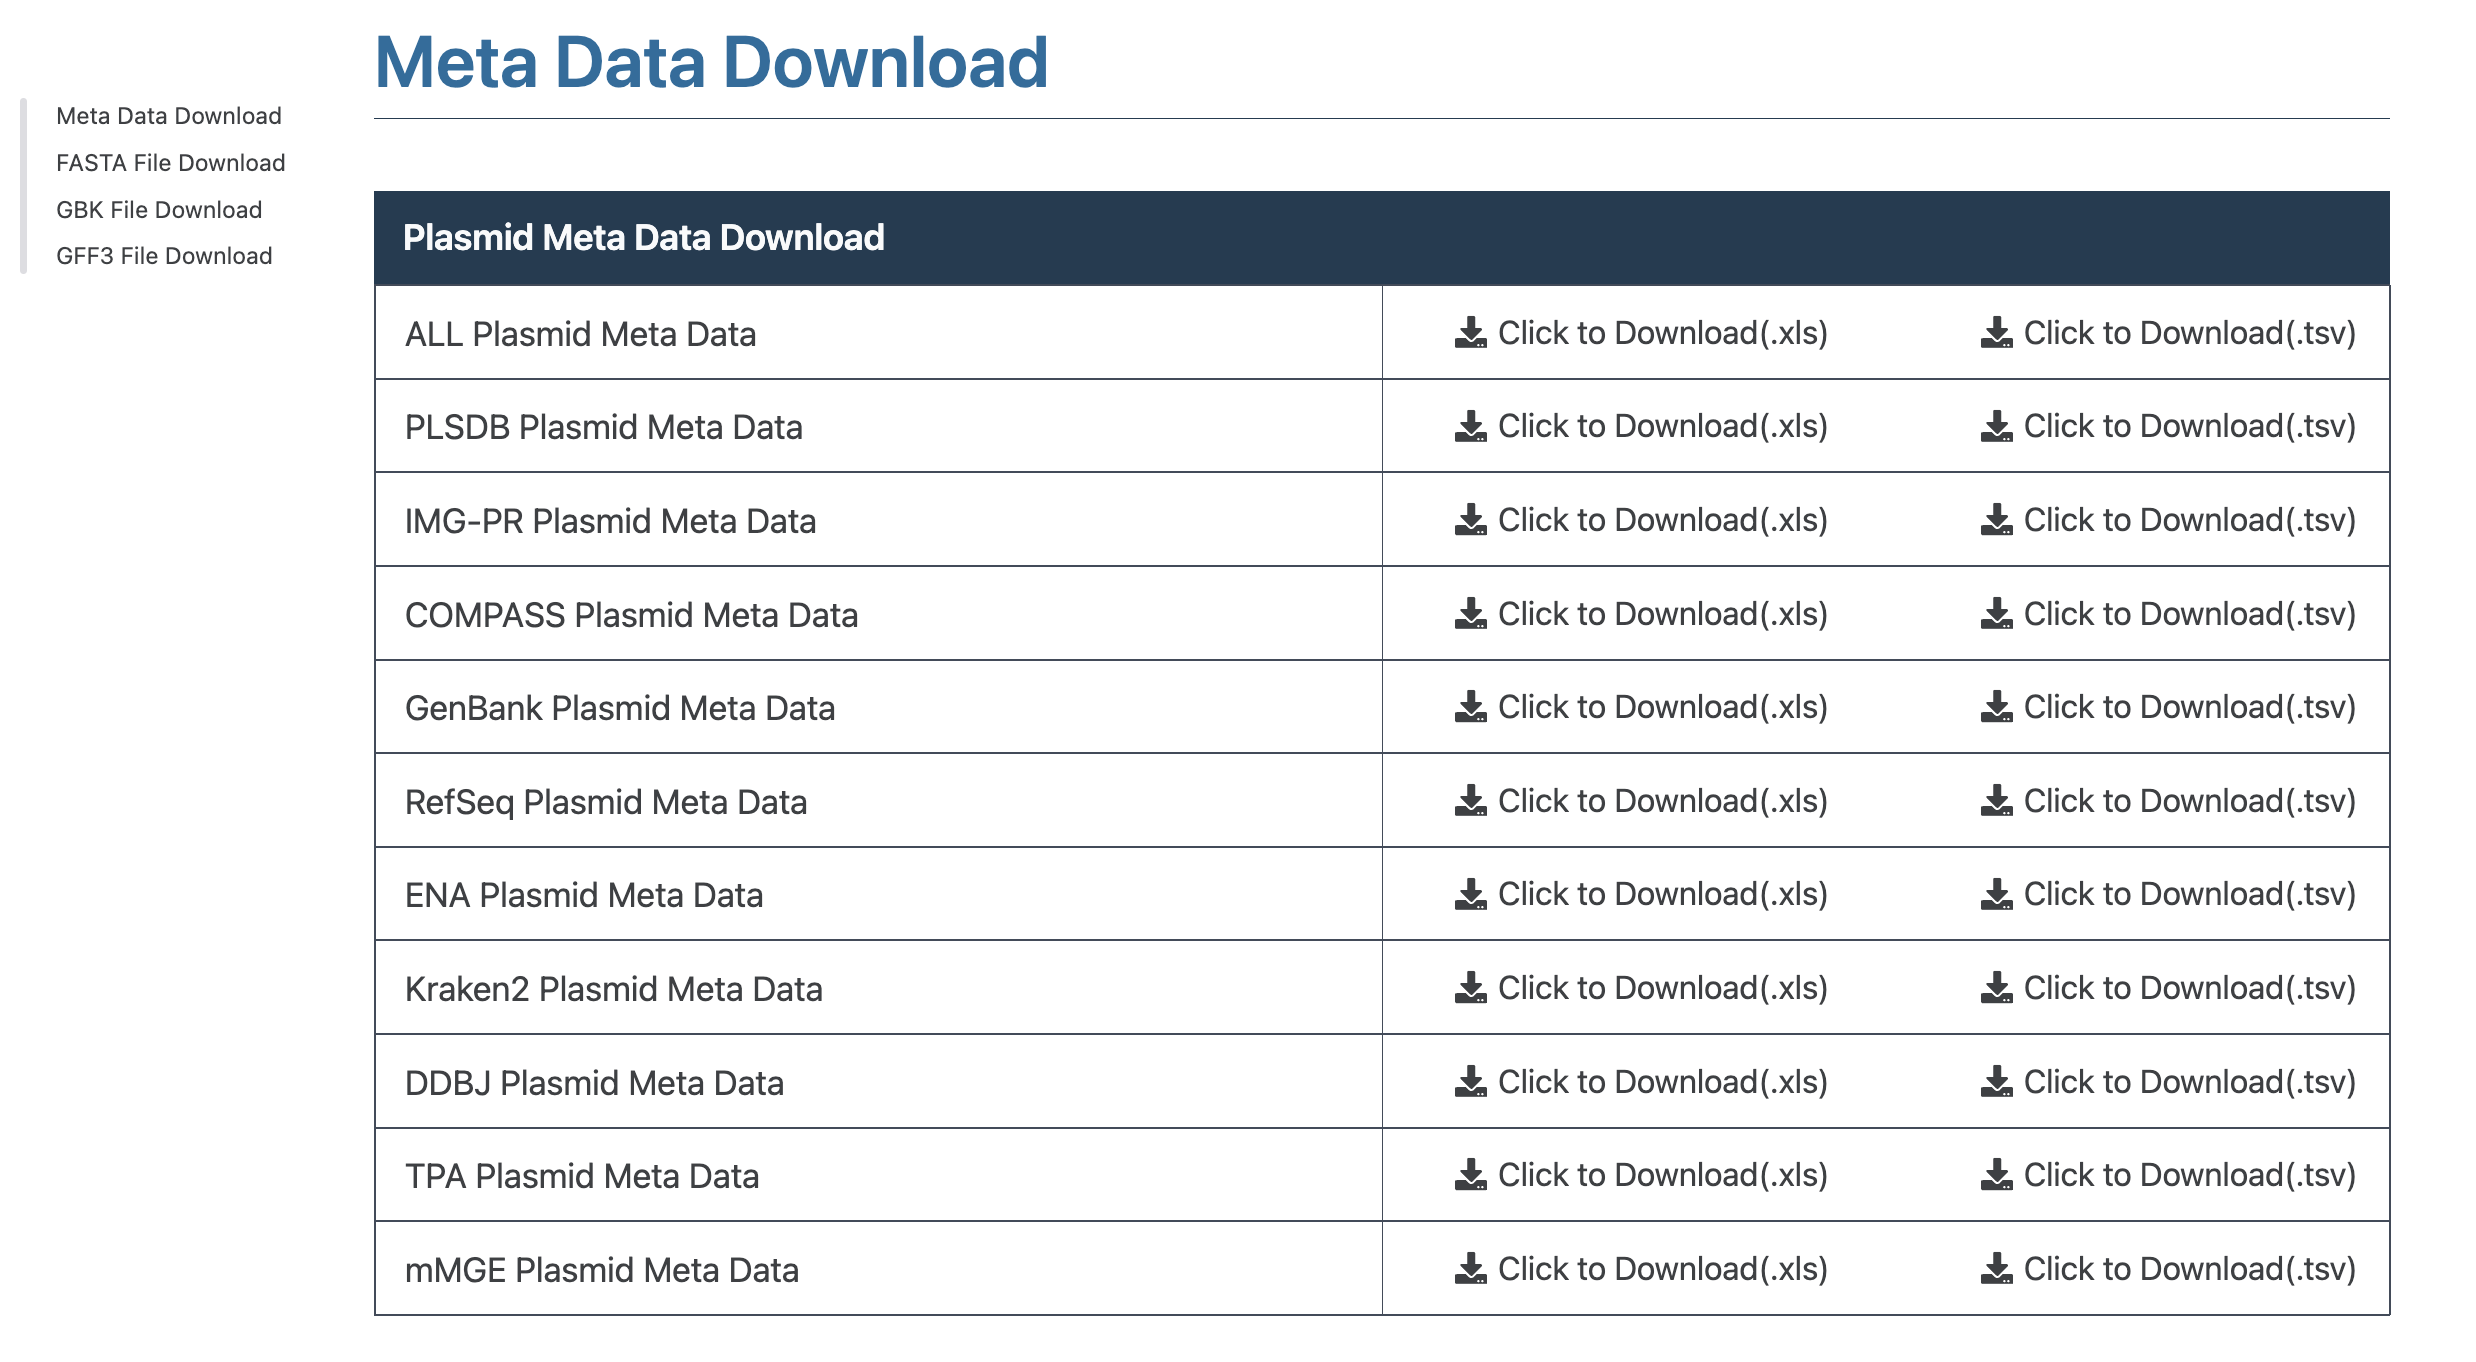 Meta Data Download
FASTA File Download
GBK File Download
GFF3 File Download
Meta Data Download
Plasmid Meta Data Download
ALL Plasmid Meta Data Click to Download(.xls) Click to Download(.tsv)
PLSDB Plasmid Meta Data Click to Download(.xls) Click to Download(.tsv)
IMG-PR Plasmid Meta Data Click to Download(.xls) Click to Download(.tsv)
COMPASS Plasmid Meta Data Click to Download(.xls) Click to Download(.tsv)
GenBank Plasmid Meta Data Click to Download(.xls) Click to Download(.tsv)
RefSeq Plasmid Meta Data Click to Download(.xls) Click to Download(.tsv)
ENA Plasmid Meta Data Click to Download(.xls) Click to Download(.tsv)
Kraken2 Plasmid Meta Data Click to Download(.xls) Click to Download(.tsv)
DDBJ Plasmid Meta Data Click to Download(.xls) Click to Download(.tsv)
TPA Plasmid Meta Data Click to Download(.xls) Click to Download(.tsv)
mMGE Plasmid Meta Data Click to Download(.xls) Click to Download(.tsv)